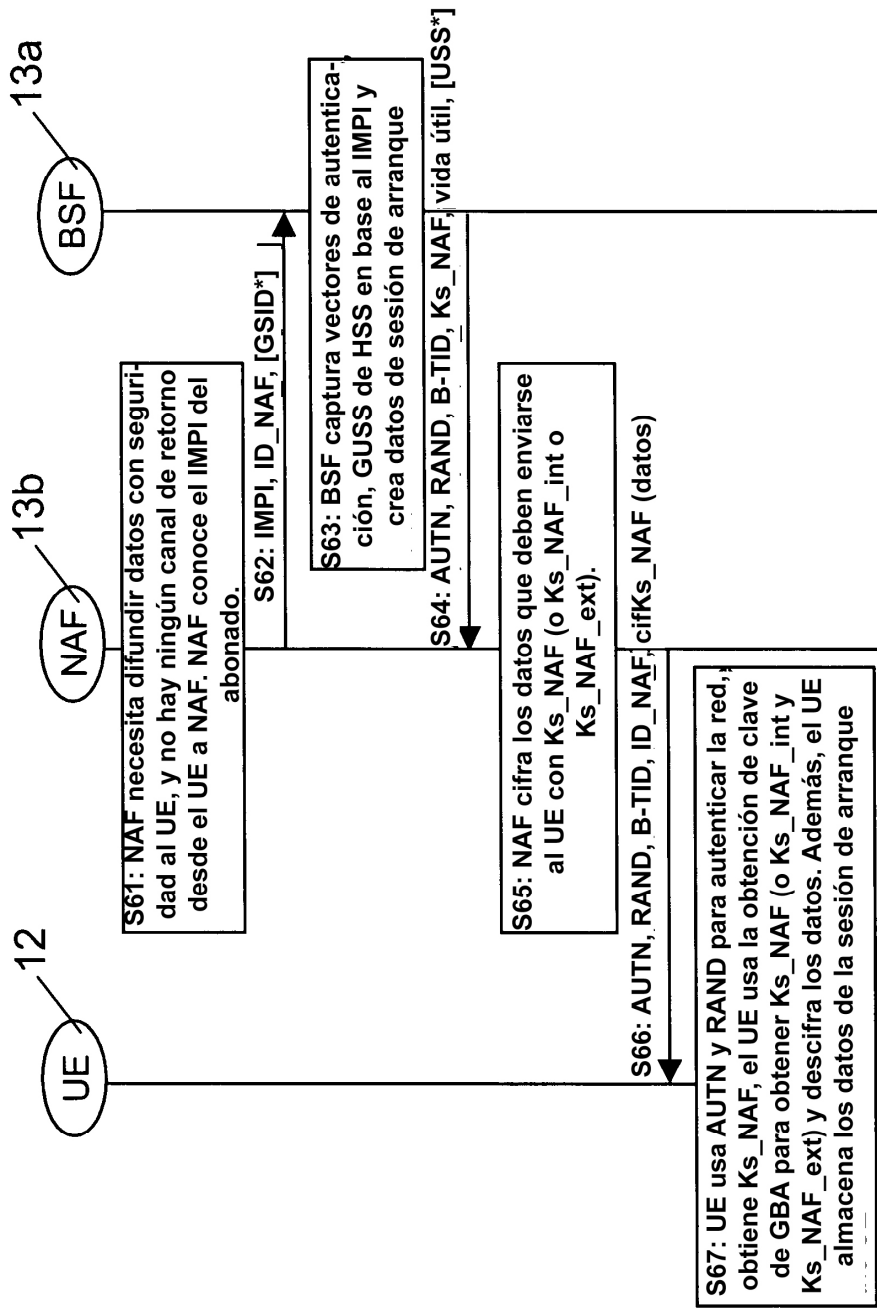 UE
12
NAF
13b
BSF
13a
S61: NAF necesita difundir datos con seguri-
dad al UE, y no hay ningún canal de retorno
desde el UE a NAF. NAF conoce el IMPI del
abonado.
S62: IMPI, ID_NAF, [GSID*]
S63: BSF captura vectores de autentica-
ción, GUSS de HSS en base al IMPI y
crea datos de sesión de arranque
S64: AUTN, RAND, B-TID, Ks_NAF, vida útil, [USS*]
S65: NAF cifra los datos que deben enviarse
al UE con Ks_NAF (o Ks_NAF_int o
Ks_NAF_ext).
S66: AUTN, RAND, B-TID, ID_NAF, cifKs_NAF (datos)
S67: UE usa AUTN y RAND para autenticar la red,
obtiene Ks_NAF, el UE usa la obtención de clave
de GBA para obtener Ks_NAF (o Ks_NAF_int y
Ks_NAF_ext) y descifra los datos. Además, el UE
almacena los datos de la sesión de arranque